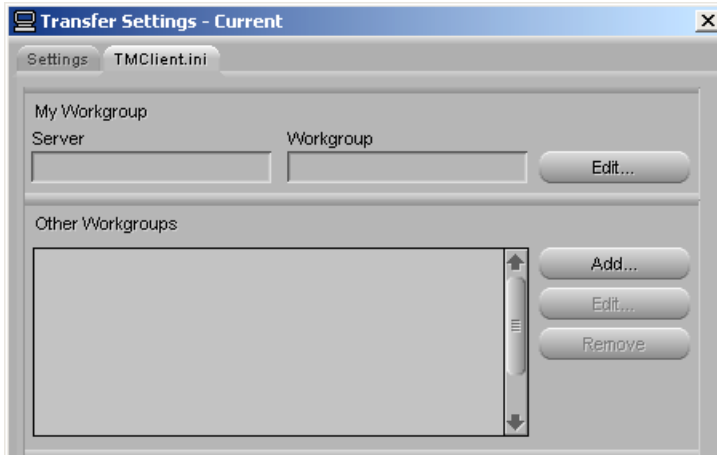 Transfer Settings - Current
Settings TMClient.ini
My Workgroup
Server Workgroup
Edit...
Other Workgroups
Add...
Edit...
Remove